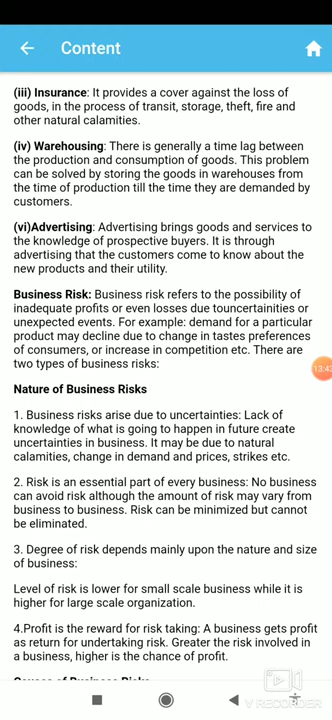 Content
(iii) Insurance: It provides a cover against the loss of
goods, in the process of transit, storage, theft, fire and
other natural calamities.
(iv) Warehousing: There is generally a time lag between
the production and consumption of goods. This problem
can be solved by storing the goods in warehouses from
the time of production till the time they are demanded by
customers.
(vi)Advertising: Advertising brings goods and services to
the knowledge of prospective buyers. It is through
advertising that the customers come to know about the
new products and their utility.
Business Risk: Business risk refers to the possibility of
inadequate profits or even losses due touncertainities or
unexpected events. For example: demand for a particular
product may decline due to change in tastes preferences
of consumers, or increase in competition etc. There are
two types of business risks:
13:43
Nature of Business Risks
1. Business risks arise due to uncertainties: Lack of
knowledge of what is going to happen in future create
uncertainties in business. It may be due to natural
calamities, change in demand and prices, strikes etc.
2. Risk is an essential part of every business: No business
can avoid risk although the amount of risk may vary from
business to business. Risk can be minimized but cannot
be eliminated.
3. Degree of risk depends mainly upon the nature and size
of business:
Level of risk is lower for small scale business while it is
higher for large scale organization.
4.Profit is the reward for risk taking: A business gets profit
as return for undertaking risk. Greater the risk involved in
a business, higher is the chance of profit.
Causes of Business Risks
V RECORDER